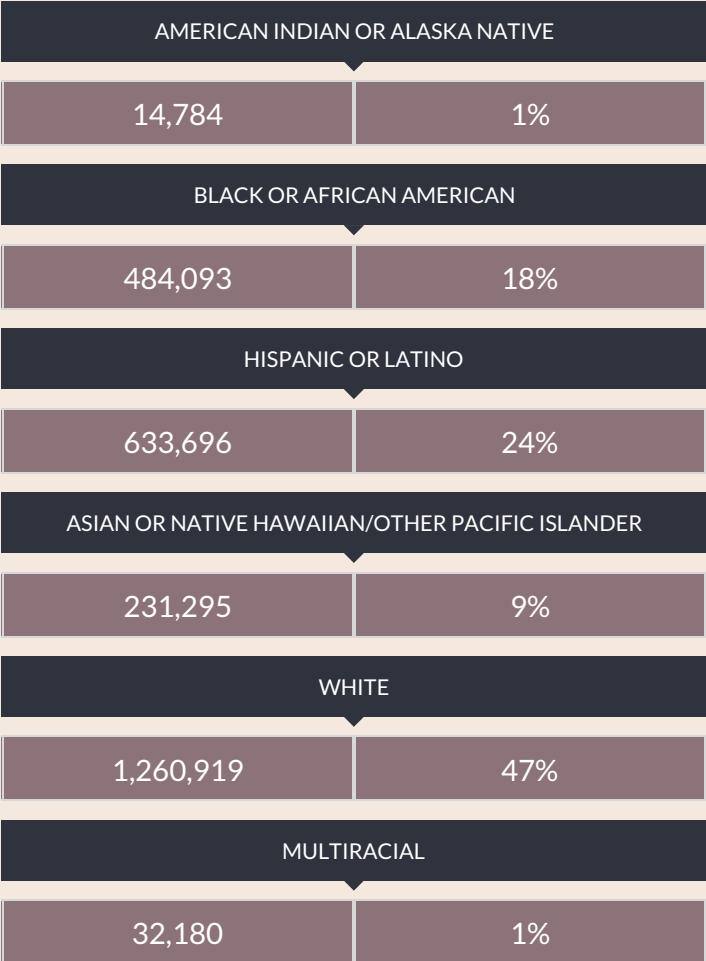 AMERICAN INDIAN OR ALASKA NATIVE
14,784 1%
BLACK OR AFRICAN AMERICAN
484,093 18%
HISPANIC OR LATINO
633,696 24%
ASIAN OR NATIVE HAWAIIAN/OTHER PACIFIC ISLANDER
231,295 9%
WHITE
1,260,919 47%
MULTIRACIAL
32,180 1%